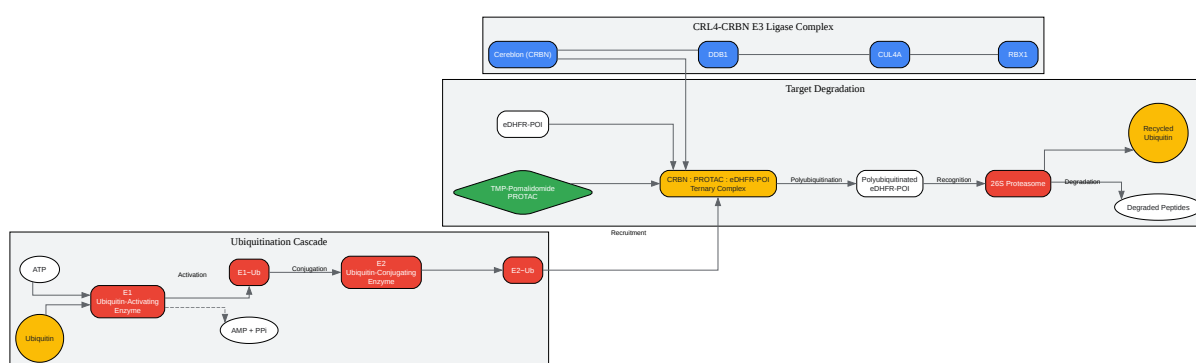 CRL4-CRBN E3 Ligase Complex
Cereblon (CRBN)
DDB1
CUL4A
RBX1
Target Degradation
eDHFR-POI
Recycled
Ubiquitin
TMP-Pomalidomide
PROTAC
CRBN : PROTAC : eDHFR-POI
Ternary Complex
Polyubiquitination
Polyubiquitinated
eDHFR-POI
Recognition
26S Proteasome
Degradation
Degraded Peptides
Recruitment
Ubiquitination Cascade
ATP
Activation
E1~Ub
Conjugation
E2
Ubiquitin-Conjugating
Enzyme
E2~Ub
E1
Ubiquitin-Activating
Enzyme
Ubiquitin
AMP + PPi